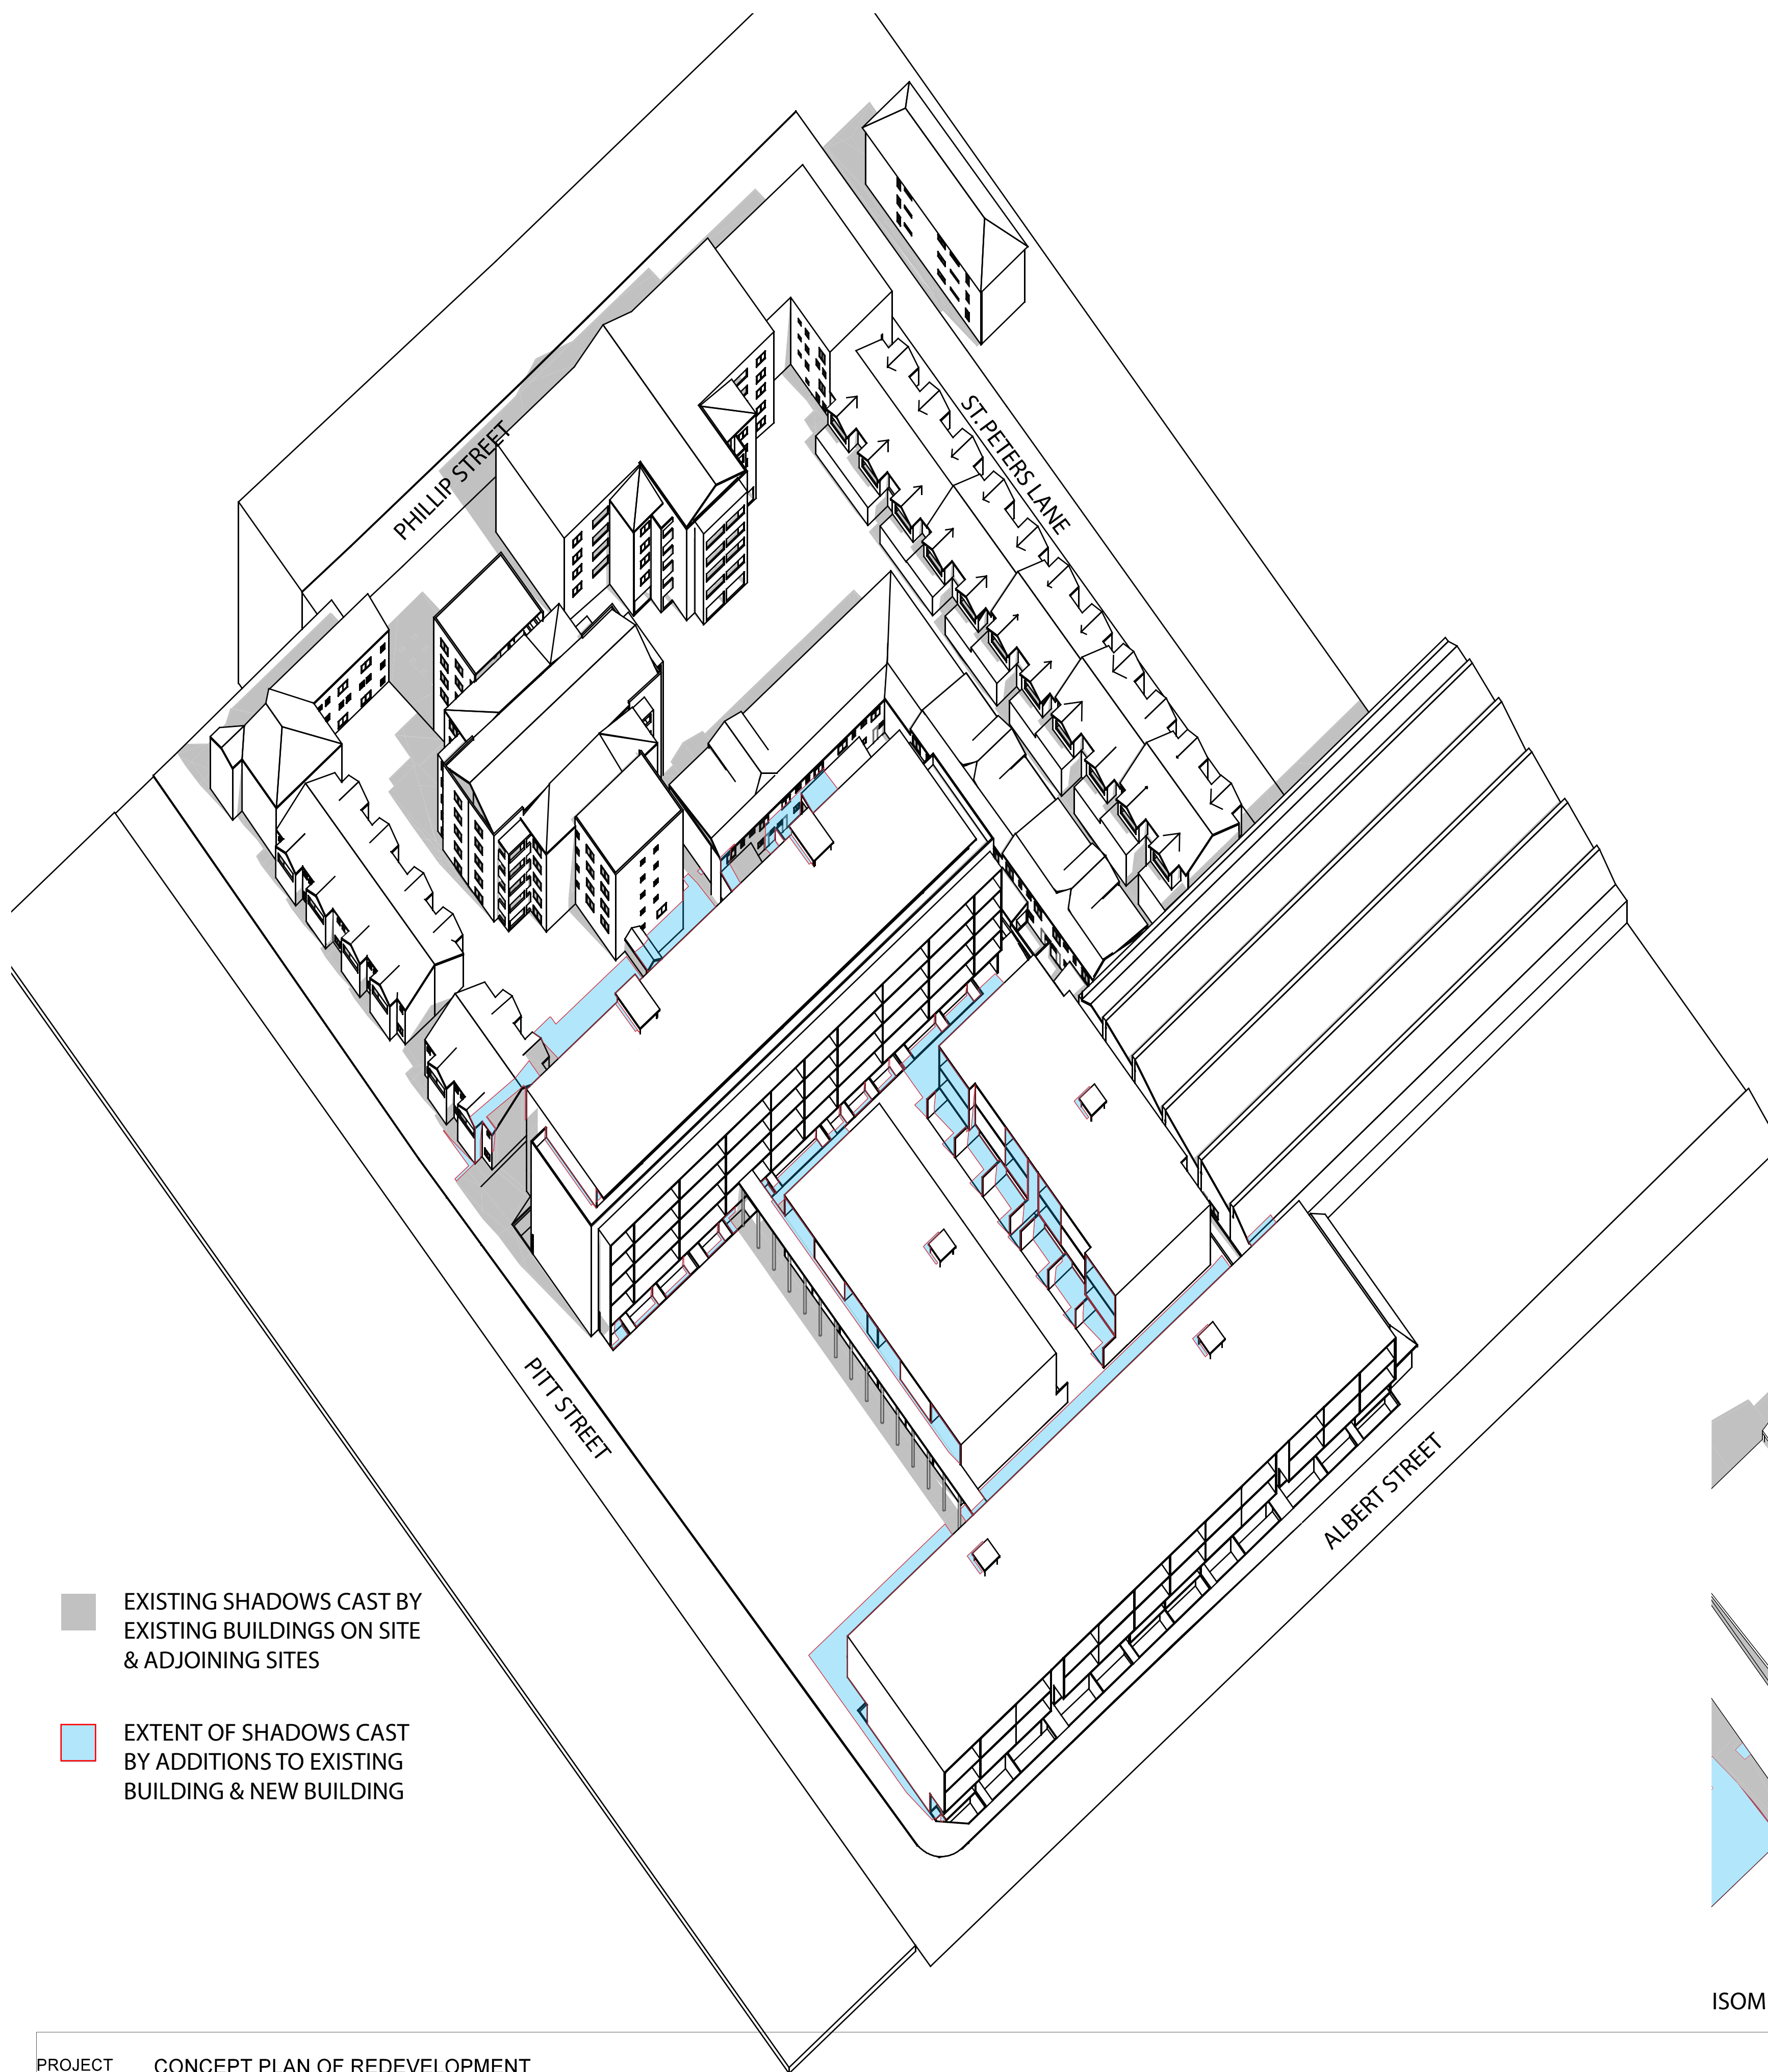 PHILLIP STREET
ST. PETERS LANE
PITT STREET
ALBERT STREET
EXISTING SHADOWS CAST BY
EXISTING BUILDINGS ON SITE
& ADJOINING SITES
EXTENT OF SHADOWS CAST
BY ADDITIONS TO EXISTING
BUILDING & NEW BUILDING
ISOM
PROJECT CONCEPT PLAN OF REDEVELOPMENT